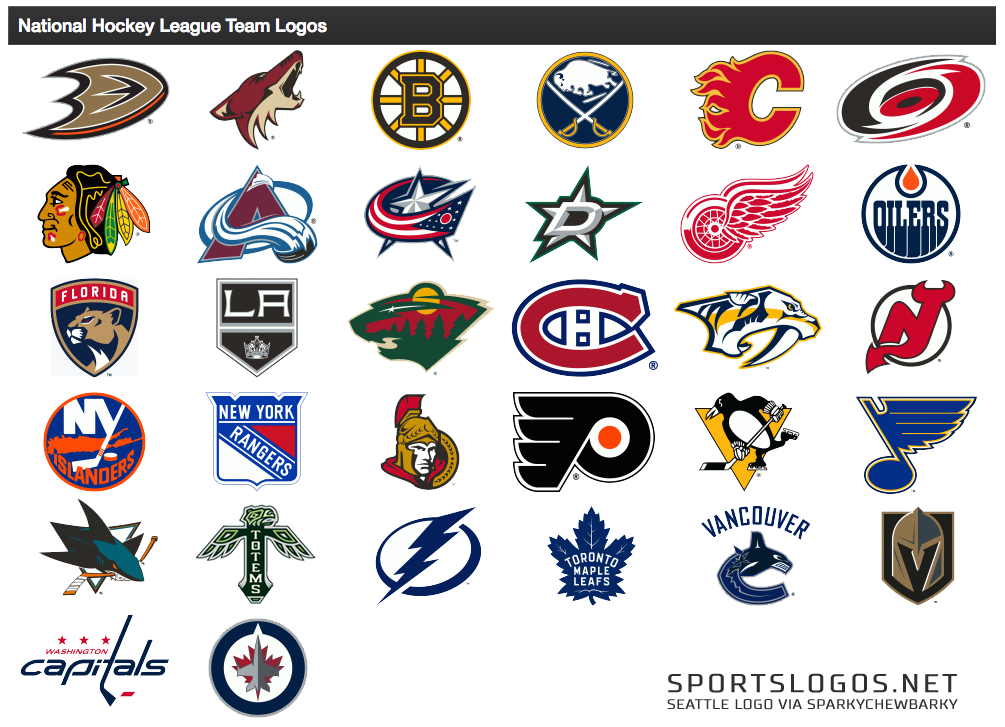 National Hockey League Team Logos
B
C
OILERS
FLORIDA
LA
C
H
N
NY
ISLANDERS
NEW YORK
RANGERS
P
TOTEMS
TORONTO
MAPLE
LEAFS
VANCOUVER
WASHINGTON
capitals
SPORTSLOGOS.NET
SEATTLE LOGO VIA SPARKYCHEWBARKY